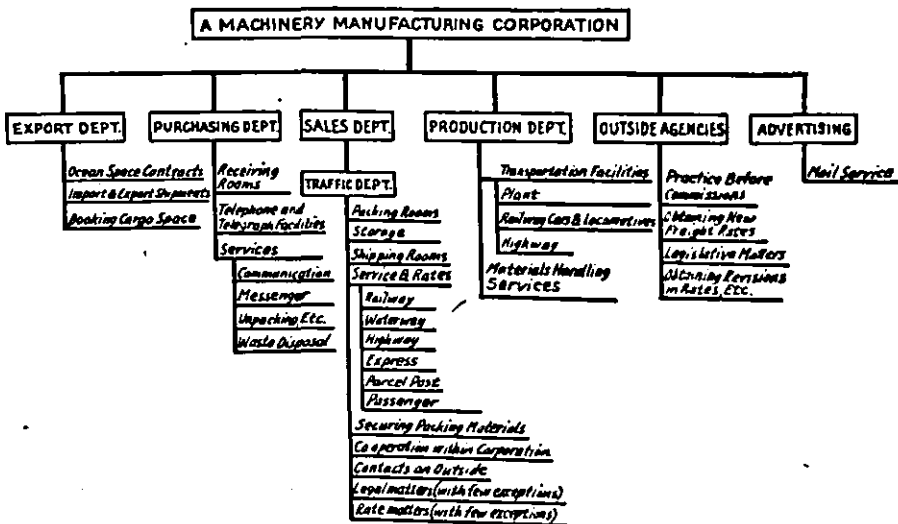 A MACHINERY MANUFACTURING CORPORATION
EXPORT DEPT.
Ocean Space Contracts
Import & Export Shipments
Booking Cargo Space
PURCHASING DEPT.
Receiving
Rooms
Telephone and
Telegraph Facilities
Services
Communication
Messenger
Unpacking, Etc.
Waste Disposal
SALES DEPT.
TRAFFIC DEPT.
Packing Rooms
Storage
Shipping Rooms
Service & Rates
Railway
Waterway
Highway
Express
Parcel Post
Passenger
Securing Packing Materials
Cooperation within Corporation
Contacts on Outside
Legal matters (with few exceptions)
Rate matters (with few exceptions)
PRODUCTION DEPT.
Transportation Facilities
Plant
Railway Cars & Locomotives
Highway
Materials Handling
Services
OUTSIDE AGENCIES
Practice Before
Commissions
Obtaining New
Freight Rates
Legislative Matters
Obtaining Revisions
in Rates, Etc.
ADVERTISING
Mail Service